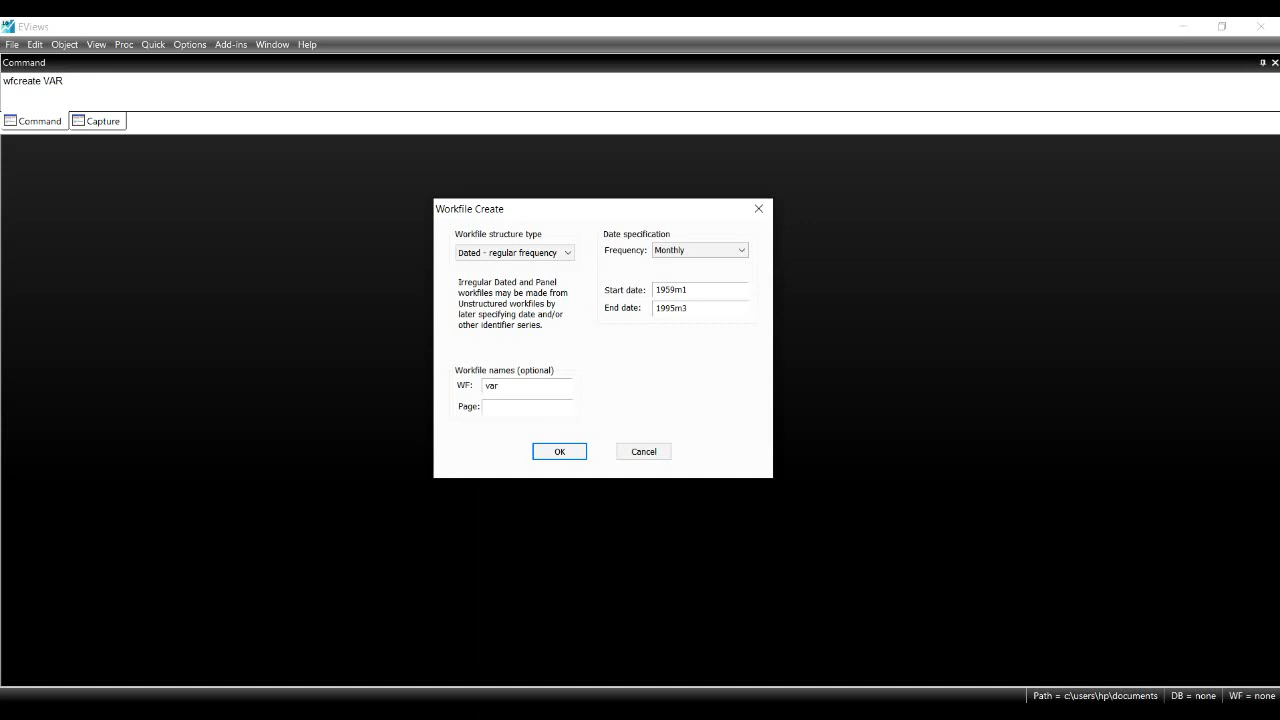 EViews
File Edit Object View Proc Quick Options Add-ins Window Help
Command
wfcreate VAR
Command Capture
Workfile Create
Workfile structure type
Dated - regular frequency
Irregular Dated and Panel
workfiles may be made from
Unstructured workfiles by
later specifying date and/or
other identifier series.
Date specification
Frequency: Monthly
Start date: 1959m1
End date: 1995m3
Workfile names (optional)
WF: var
Page:
OK Cancel
Path = c:\users\hp\documents DB = none WF = none